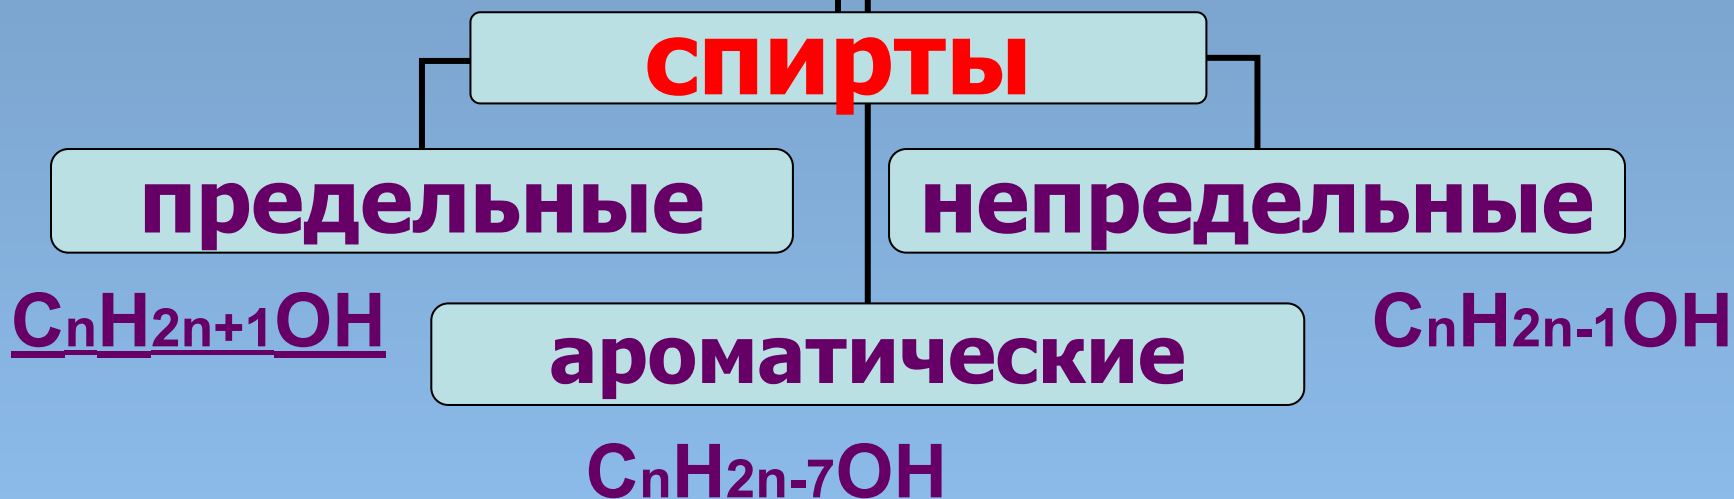 спирты
предельные
непредельные
CnH2n+1OH
CnH2n-1OH
ароматические
CnH2n-7OH